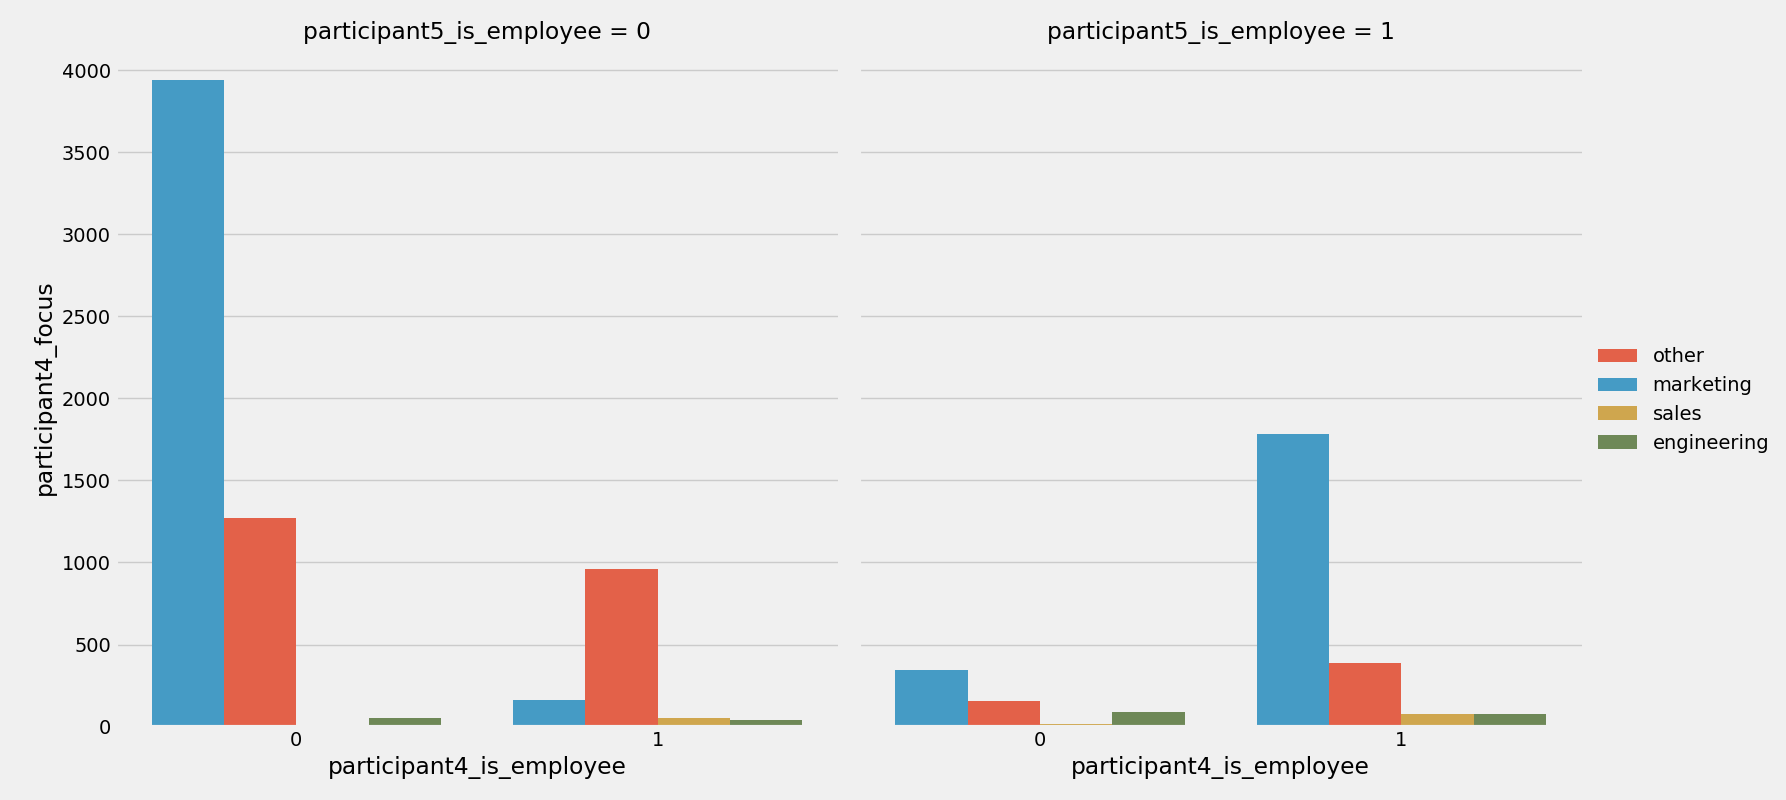 participant5_is_employee = 0
participant5_is_employee = 1
4000
3500
3000
2500
2000
1500
1000
500
0
participant4_focus
0
1
0
1
participant4_is_employee
participant4_is_employee
other
marketing
sales
engineering